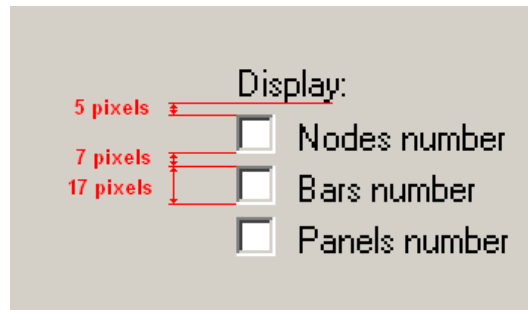 Display:
5 pixels
Nodes number
7 pixels
17 pixels
Bars number
Panels number